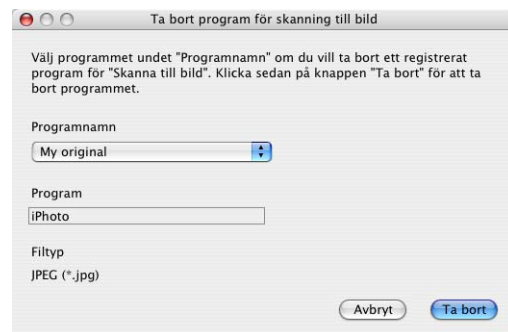 Ta bort program för skanning till bild
Välj programmet undet "Programnamn" om du vill ta bort ett registrerat
program för "Skanna till bild". Klicka sedan på knappen "Ta bort" för att ta
bort programmet.
Programnamn
My original
Program
iPhoto
Filtyp
JPEG (*.jpg)
Avbryt Ta bort